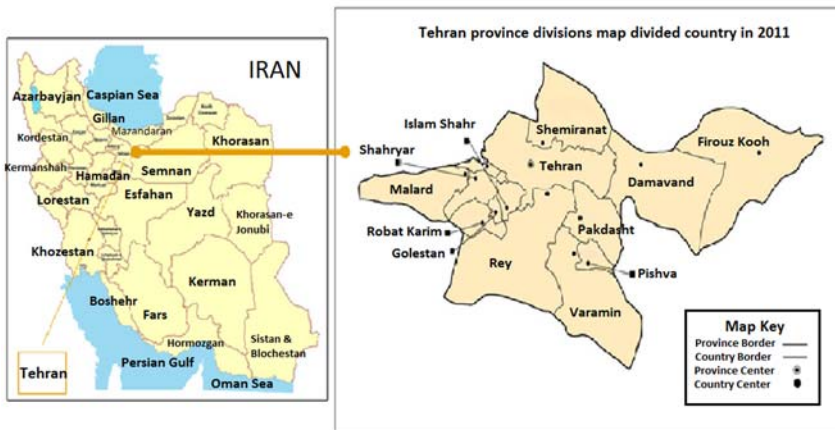 IRAN
Azarbayjan
Caspian Sea
Gillan
Mazandaran
Kordestan
Khorasan
Kermanshah
Hamadan
Semnan
Esfahan
Lorestan
Yazd
Khorasan-e
Jonubi
Khozestan
Kerman
Boshehr
Fars
Hormozgan
Sistan &
Blochestan
Persian Gulf
Oman Sea
Tehran
Tehran province divisions map divided country in 2011
Islam Shahr
Shemiranat
Firouz Kooh
Shahryar
Tehran
Malard
Damavand
Robat Karim
Pakdasht
Golestan
Rey
Pishva
Varamin
Map Key
Province Border
Country Border
Province Center
Country Center